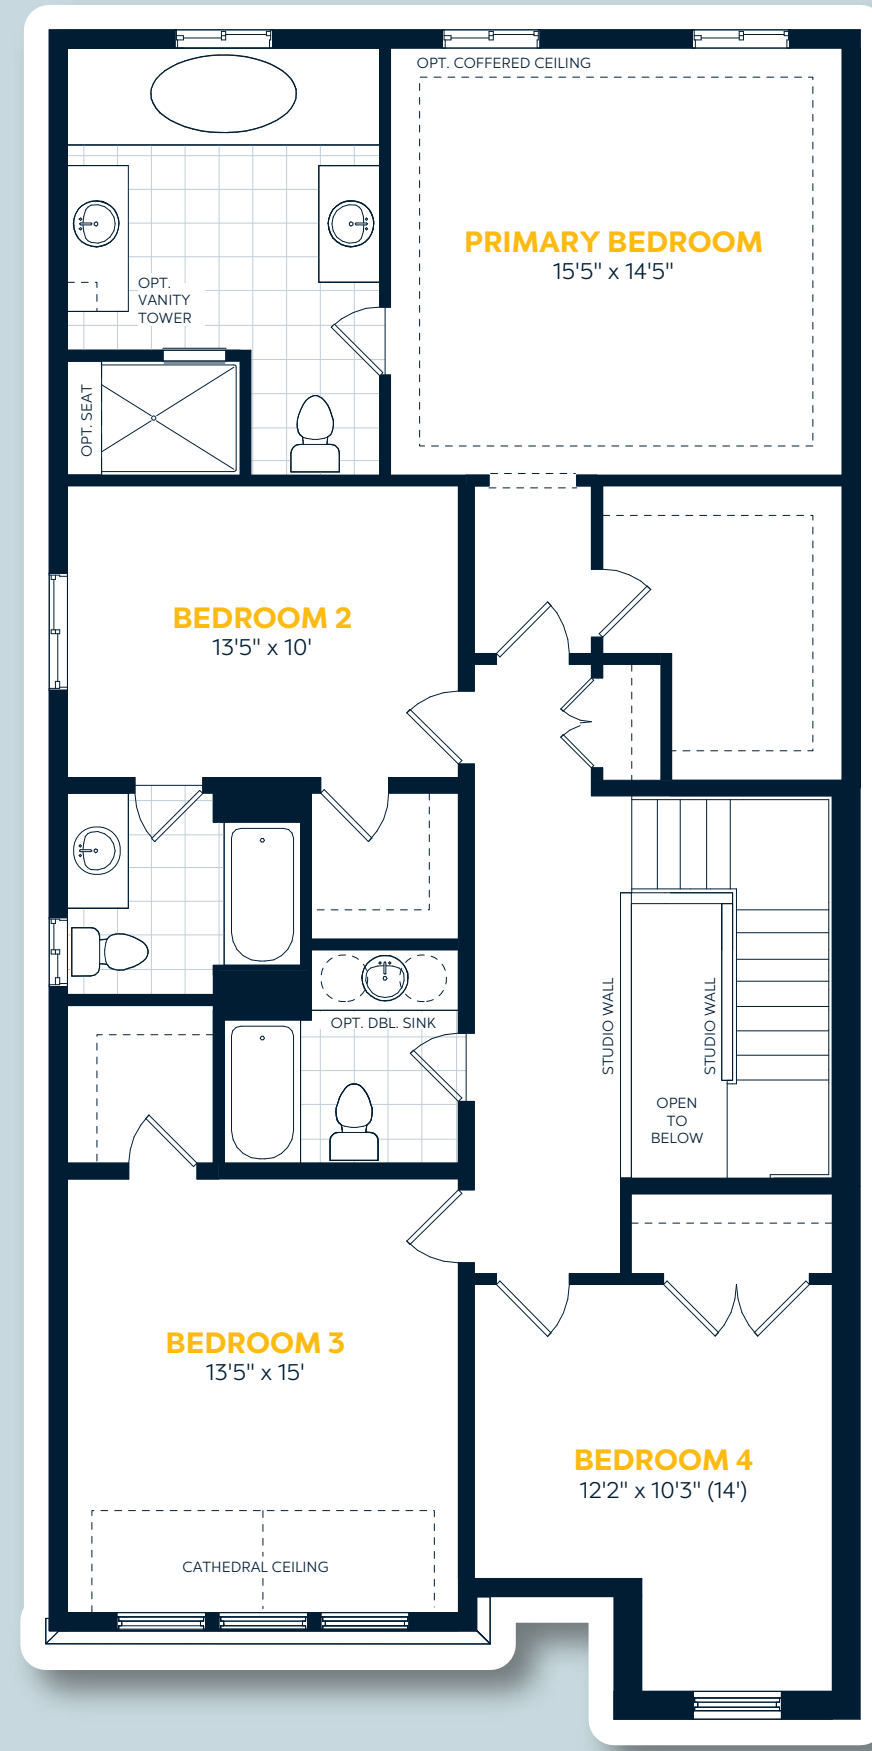 OPT. COFFERED CEILING
PRIMARY BEDROOM
15'5" x 14'5"
OPT.
VANITY
TOWER
OPT. SEAT
BEDROOM 2
13'5" x 10'
OPT. DBL. SINK
STUDIO WALL
STUDIO WALL
OPEN
TO
BELOW
BEDROOM 3
13'5" x 15'
CATHEDRAL CEILING
BEDROOM 4
12'2" x 10'3" (14')